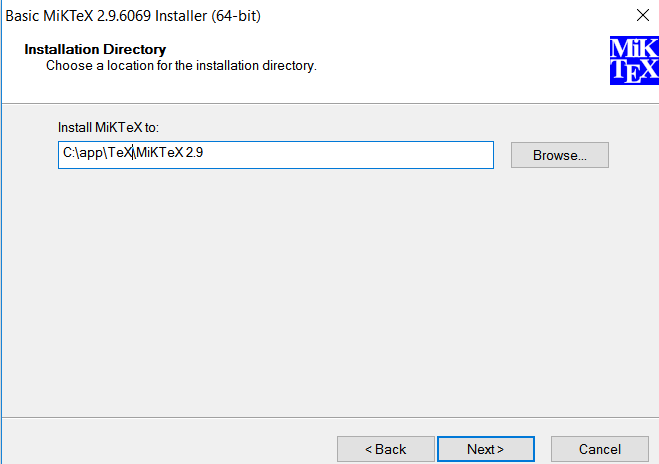 Basic MiKTeX 2.9.6069 Installer (64-bit)
Installation Directory
Choose a location for the installation directory.
MiK
TEX
Install MiKTeX to:
C:\app\TeX\MiKTeX 2.9
Browse...
< Back
Next >
Cancel